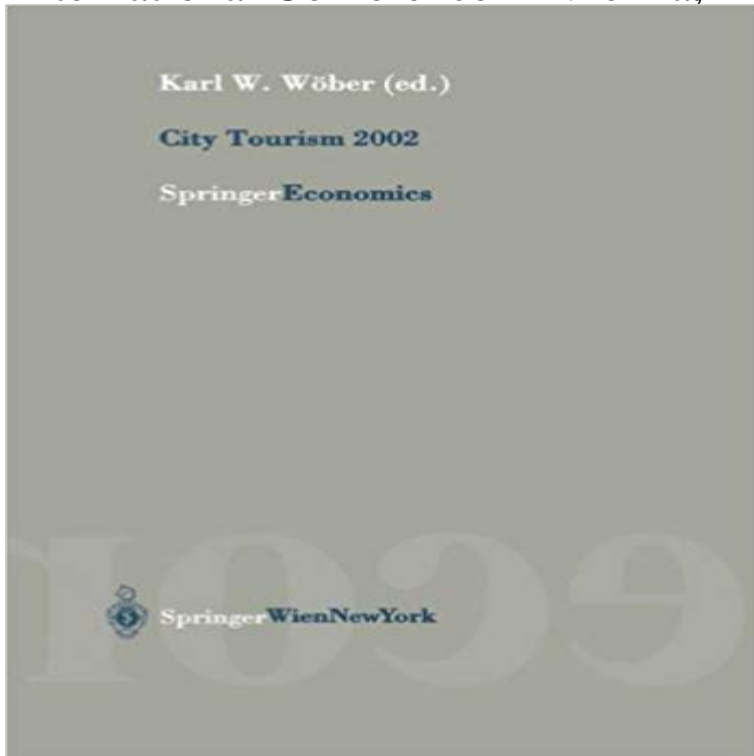 Karl W. Wöber (ed.)
City Tourism 2002
SpringerEconomics
SpringerWienNewYork